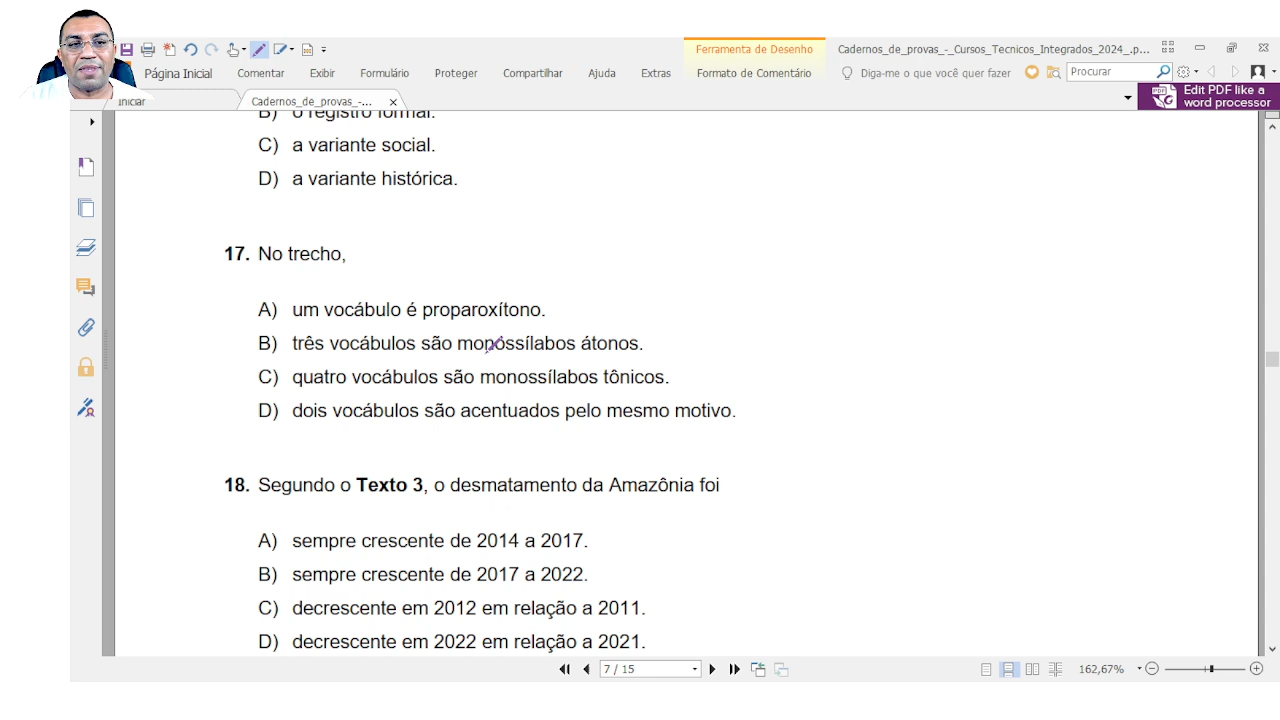 Ferramenta de Desenho
Cadernos_de_provas_-_Cursos_Tecnicos_Integrados_2024_.p...
Página Inicial
Comentar
Exibir
Formulário
Proteger
Compartilhar
Ajuda
Extras
Formato de Comentário
Diga-me o que você quer fazer
Procurar
Iniciar
Cadernos_de_provas_-...
Edit PDF like a
word processor
B) o registro formal.
C) a variante social.
D) a variante histórica.
17. No trecho,
A) um vocábulo é proparoxítono.
B) três vocábulos são monossílabos átonos.
C) quatro vocábulos são monossílabos tônicos.
D) dois vocábulos são acentuados pelo mesmo motivo.
18. Segundo o Texto 3, o desmatamento da Amazônia foi
A) sempre crescente de 2014 a 2017.
B) sempre crescente de 2017 a 2022.
C) decrescente em 2012 em relação a 2011.
D) decrescente em 2022 em relação a 2021.
7 / 15
162,67%